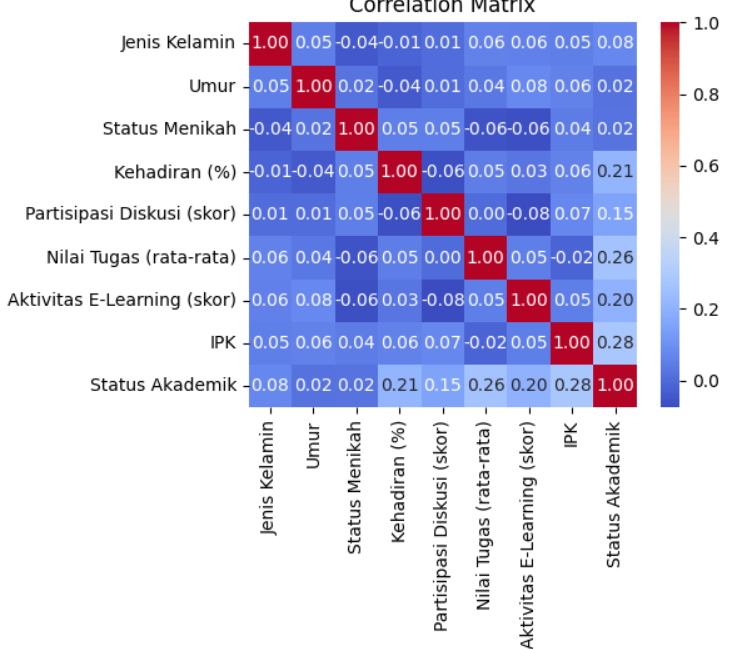 Correlation Matrix
Jenis Kelamin 1.00 0.05 -0.04 -0.01 0.01 0.06 0.06 0.05 0.08
Umur 0.05 1.00 0.02 -0.04 0.01 0.04 0.08 0.06 0.02
Status Menikah -0.04 0.02 1.00 0.05 0.05 -0.06 -0.06 0.04 0.02
Kehadiran (%) -0.01 -0.04 0.05 1.00 -0.06 0.05 0.03 0.06 0.21
Partisipasi Diskusi (skor) 0.01 0.01 0.05 -0.06 1.00 0.00 -0.08 0.07 0.15
Nilai Tugas (rata-rata) 0.06 0.04 -0.06 0.05 0.00 1.00 0.05 -0.02 0.26
Aktivitas E-Learning (skor) 0.06 0.08 -0.06 0.03 -0.08 0.05 1.00 0.05 0.20
IPK 0.05 0.06 0.04 0.06 0.07 -0.02 0.05 1.00 0.28
Status Akademik 0.08 0.02 0.02 0.21 0.15 0.26 0.20 0.28 1.00
Jenis Kelamin
Umur
Status Menikah
Kehadiran (%)
Partisipasi Diskusi (skor)
Nilai Tugas (rata-rata)
Aktivitas E-Learning (skor)
IPK
Status Akademik
1.0
0.8
0.6
0.4
0.2
0.0